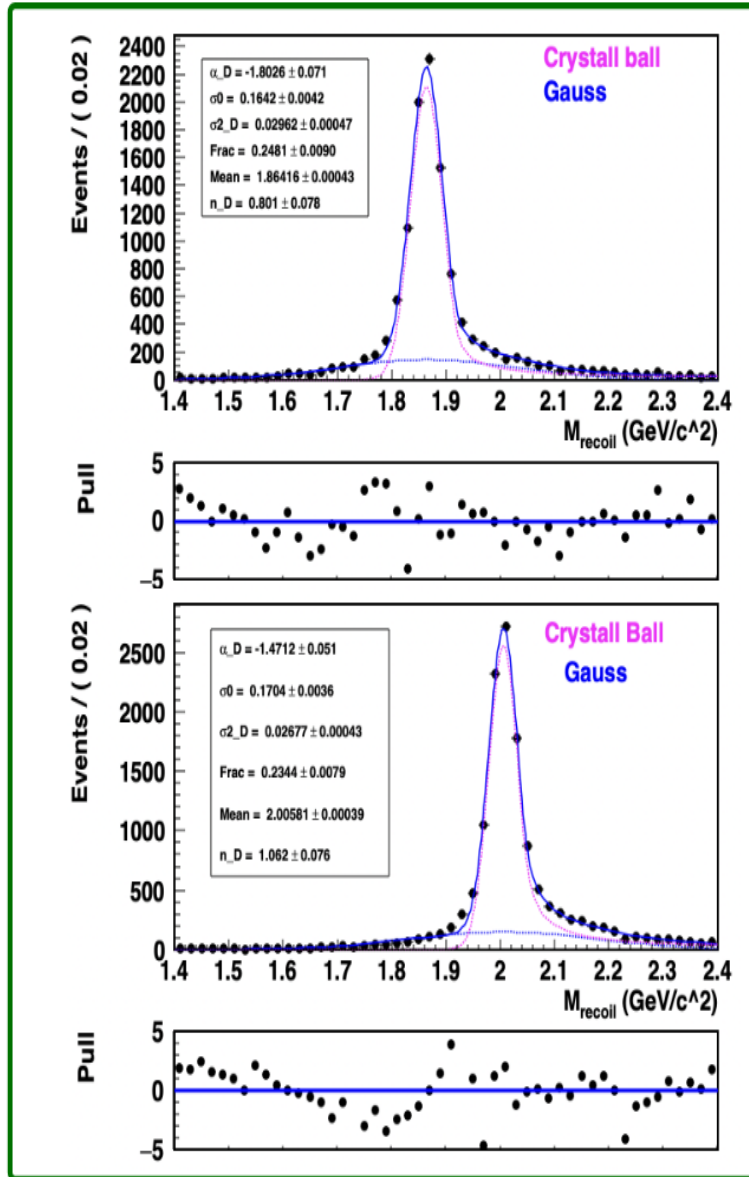 Events / ( 0.02 )
2400
2200
2000
1800
1600
1400
1200
1000
800
600
400
200
0
α_D = -1.8026 ± 0.071
σ0 = 0.1642 ± 0.0042
σ2_D = 0.02962 ± 0.00047
Frac = 0.2481 ± 0.0090
Mean = 1.86416 ± 0.00043
n_D = 0.801 ± 0.078
Crystall ball
Gauss
1.4 1.5 1.6 1.7 1.8 1.9 2 2.1 2.2 2.3 2.4
M_recoil (GeV/c^2)
Pull
5
0
−5
Events / ( 0.02 )
2500
2000
1500
1000
500
0
α_D = -1.4712 ± 0.051
σ0 = 0.1704 ± 0.0036
σ2_D = 0.02677 ± 0.00043
Frac = 0.2344 ± 0.0079
Mean = 2.00581 ± 0.00039
n_D = 1.062 ± 0.076
Crystall Ball
Gauss
1.4 1.5 1.6 1.7 1.8 1.9 2 2.1 2.2 2.3 2.4
M_recoil (GeV/c^2)
Pull
5
0
−5